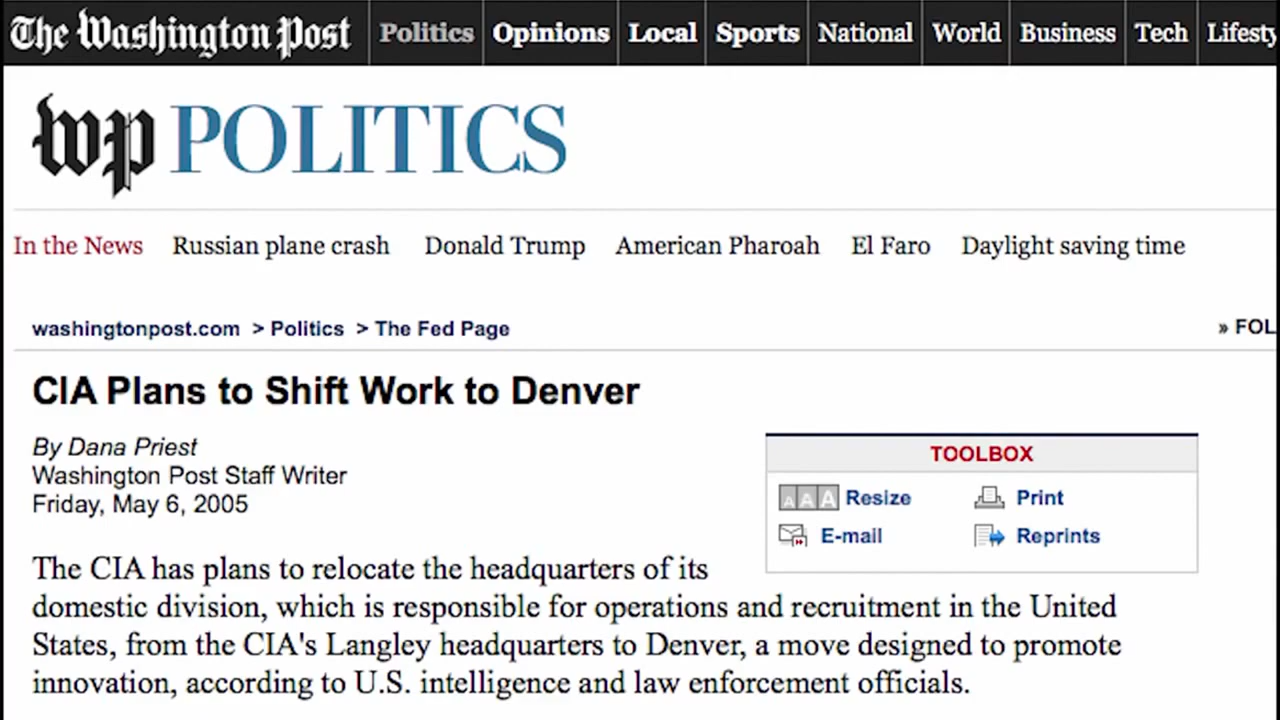 The Washington Post Politics Opinions Local Sports National World Business Tech Lifesty
wp POLITICS
In the News Russian plane crash Donald Trump American Pharoah El Faro Daylight saving time
washingtonpost.com > Politics > The Fed Page » FOL
CIA Plans to Shift Work to Denver
By Dana Priest
Washington Post Staff Writer
Friday, May 6, 2005
TOOLBOX
AAA Resize Print
E-mail Reprints
The CIA has plans to relocate the headquarters of its
domestic division, which is responsible for operations and recruitment in the United
States, from the CIA's Langley headquarters to Denver, a move designed to promote
innovation, according to U.S. intelligence and law enforcement officials.